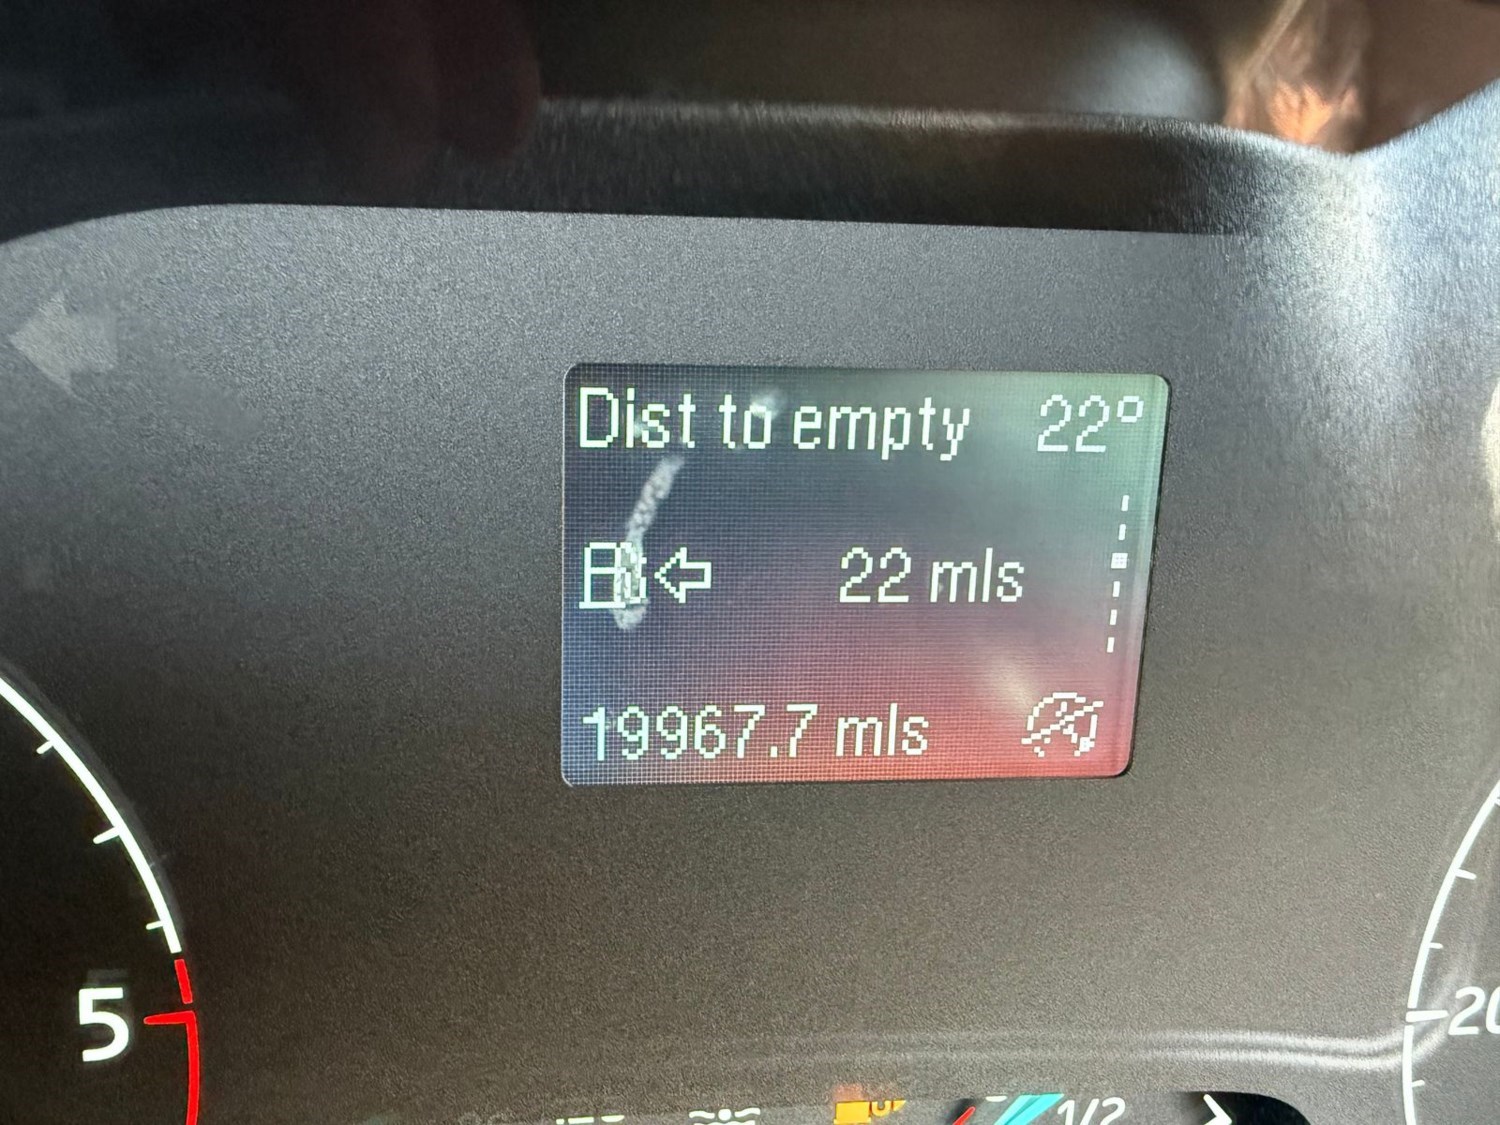 Dist to empty 22°
22 mls
19967.7 mls
5
20
1/2